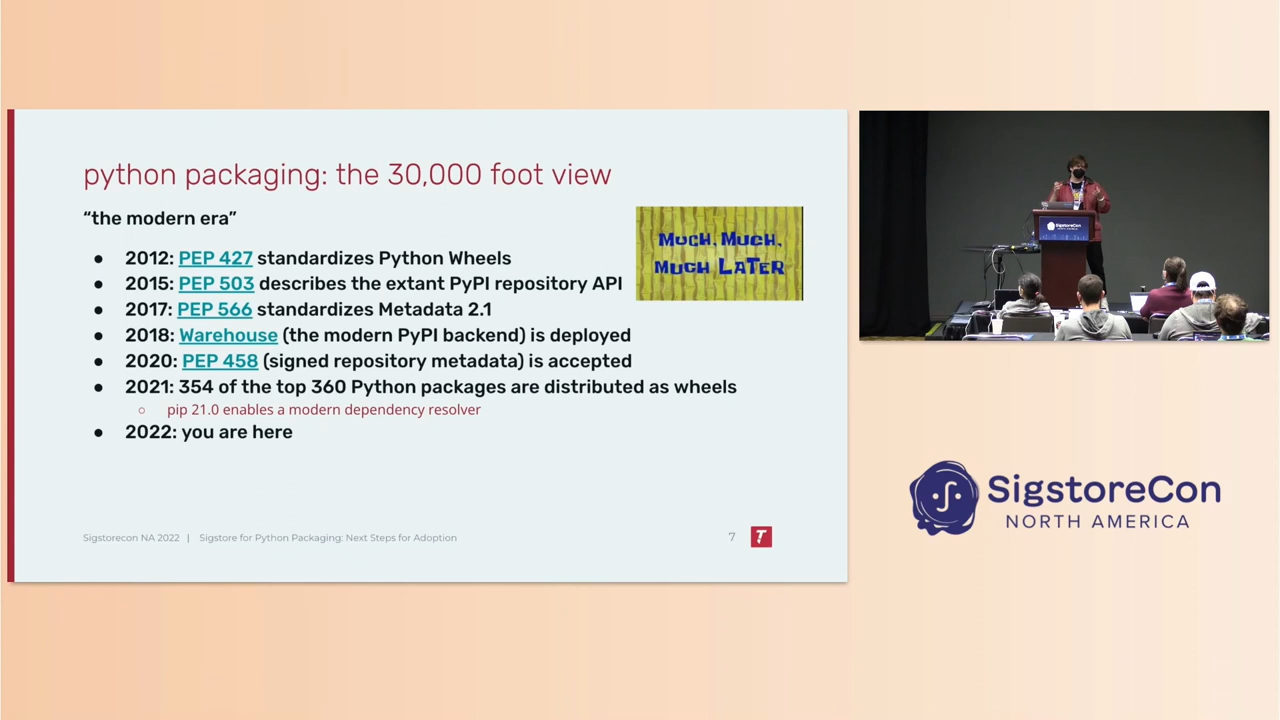 python packaging: the 30,000 foot view
“the modern era”
MUCH, MUCH,
MUCH LATER
● 2012: PEP 427 standardizes Python Wheels
● 2015: PEP 503 describes the extant PyPI repository API
● 2017: PEP 566 standardizes Metadata 2.1
● 2018: Warehouse (the modern PyPI backend) is deployed
● 2020: PEP 458 (signed repository metadata) is accepted
● 2021: 354 of the top 360 Python packages are distributed as wheels
○ pip 21.0 enables a modern dependency resolver
● 2022: you are here
Sigstorecon NA 2022 | Sigstore for Python Packaging: Next Steps for Adoption
7
SigstoreCon
SigstoreCon
NORTH AMERICA